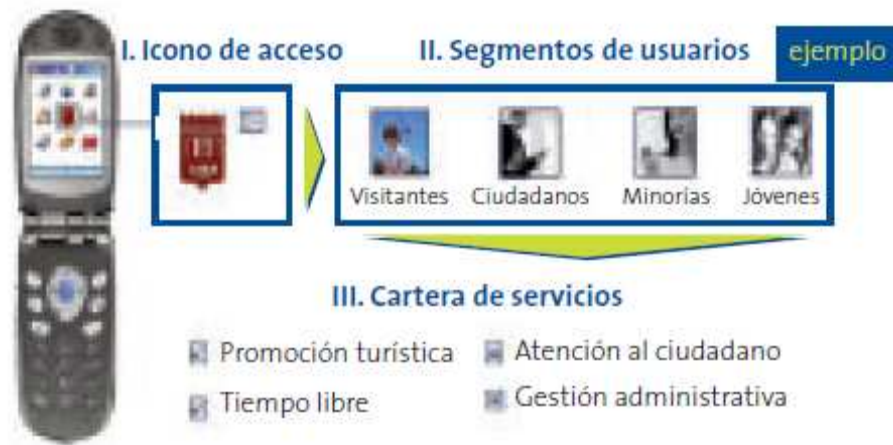 I. Icono de acceso
II. Segmentos de usuarios
ejemplo
Visitantes
Ciudadanos
Minorías
Jóvenes
III. Cartera de servicios
Promoción turística
Atención al ciudadano
Tiempo libre
Gestión administrativa